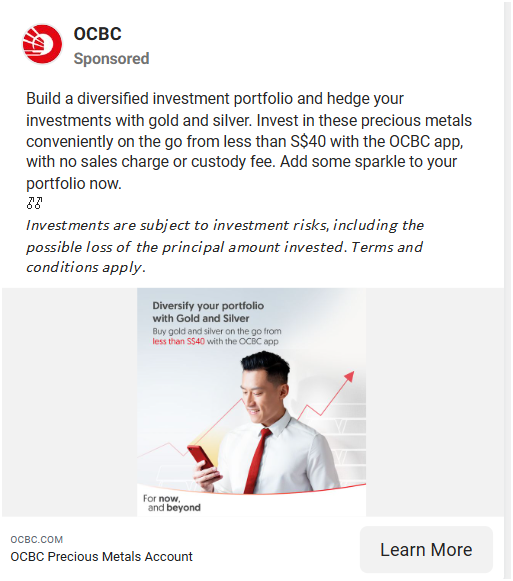 OCBC
Sponsored
Build a diversified investment portfolio and hedge your
investments with gold and silver. Invest in these precious metals
conveniently on the go from less than S$40 with the OCBC app,
with no sales charge or custody fee. Add some sparkle to your
portfolio now.
Investments are subject to investment risks, including the
possible loss of the principal amount invested. Terms and
conditions apply.
Diversify your portfolio
with Gold and Silver
Buy gold and silver on the go from
less than S$40 with the OCBC app
For now,
and beyond
OCBC.COM
OCBC Precious Metals Account
Learn More